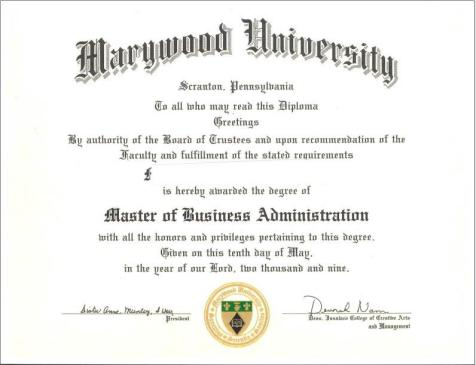 Marywood University
Scranton, Pennsylvania
To all who may read this Diploma
Greetings
By authority of the Board of Trustees and upon recommendation of the
Faculty and fulfillment of the stated requirements
is hereby awarded the degree of
Master of Business Administration
with all the honors and privileges pertaining to this degree.
Given on this tenth day of May,
in the year of our Lord, two thousand and nine.
Sister Anne
President
Dean, Insalaco College of Creative Arts
and Management
Marywood University